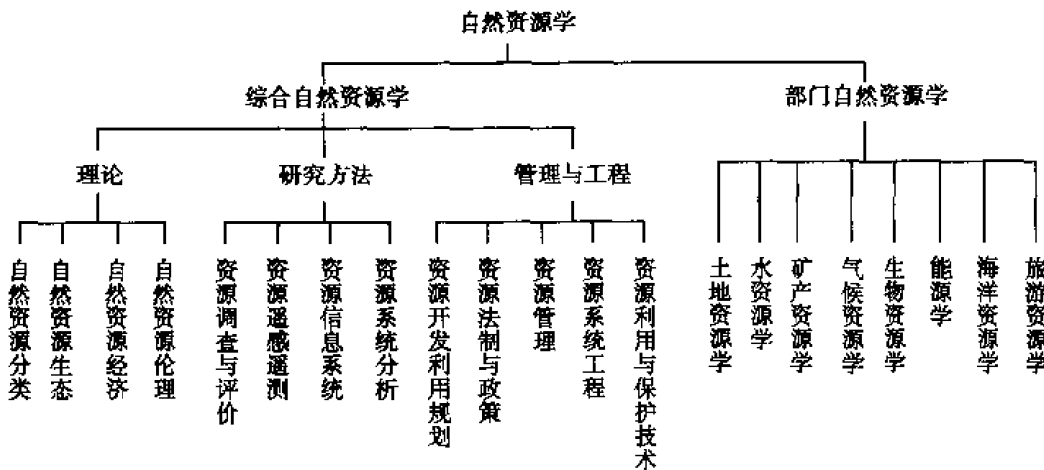 自然资源学
综合自然资源学
部门自然资源学
理论
研究方法
管理与工程
自然资源分类
自然资源生态
自然资源经济
自然资源伦理
资源调查与评价
资源遥感遥测
资源信息系统
资源系统分析
资源开发利用规划
资源法制与政策
资源管理
资源系统工程
资源利用与保护技术
土地资源学
水资源学
矿产资源学
气候资源学
生物资源学
能源学
海洋资源学
旅游资源学